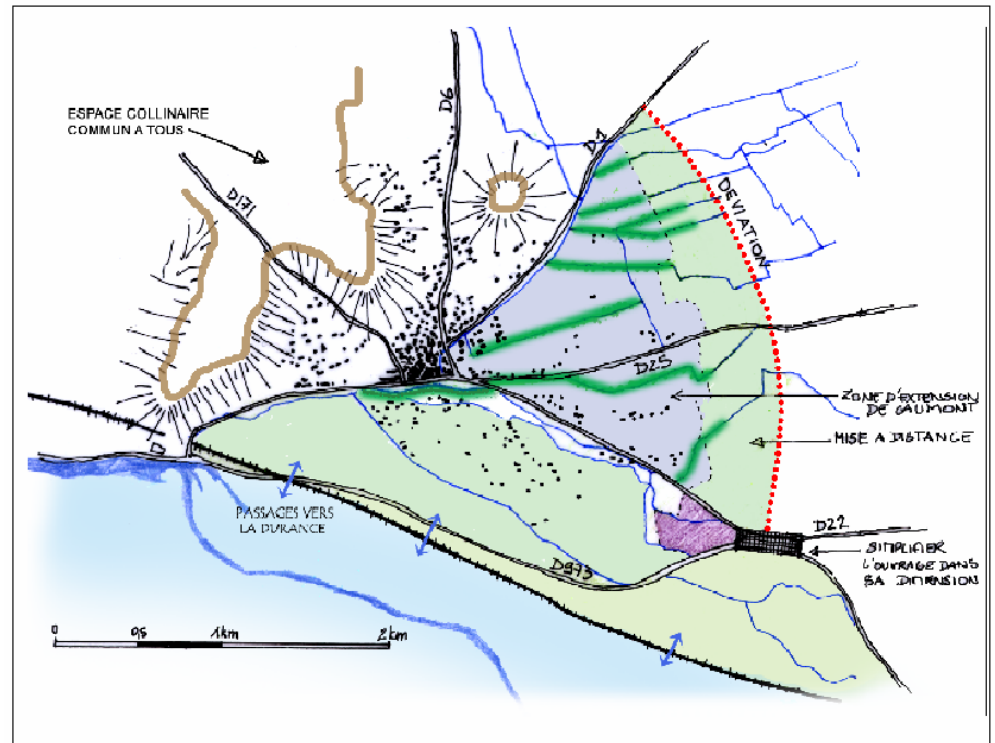 ESPACE COLLINAIRE
COMMUN A TOUS
D6
D7
D171
DEVIATION
D25
ZONE D'EXTENSION
DE CAUMONT
MISE A DISTANCE
PASSAGES VERS
LA DURANCE
D22
SIMPLIFIER
L'OUVRAGE DANS
SA DIMENSION
D973
0 0,5 1km 2km